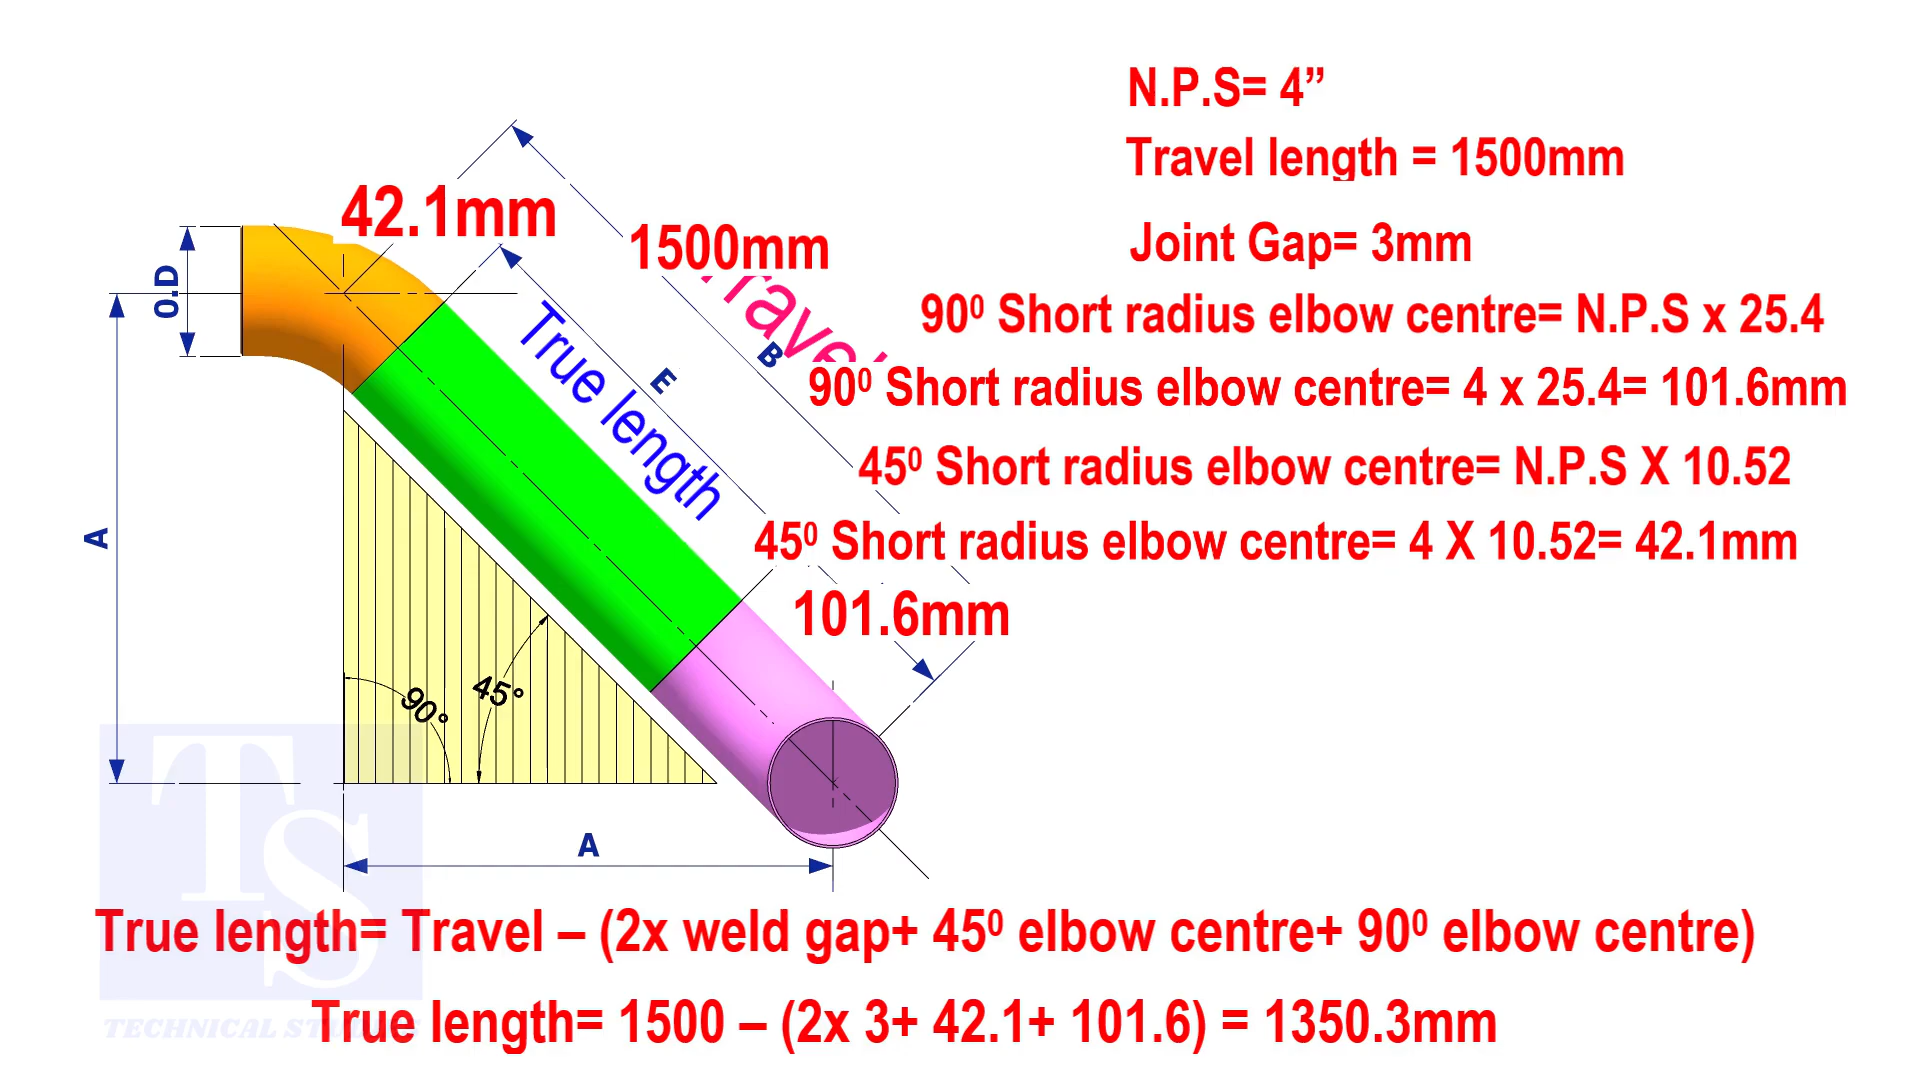 N.P.S= 4”
Travel length = 1500mm
Joint Gap= 3mm
90⁰ Short radius elbow centre= N.P.S x 25.4
90⁰ Short radius elbow centre= 4 x 25.4= 101.6mm
45⁰ Short radius elbow centre= N.P.S X 10.52
45⁰ Short radius elbow centre= 4 X 10.52= 42.1mm
42.1mm
1500mm
Travel
B
E
True length
O.D
101.6mm
A
90°
45°
A
TS
True length= Travel – (2x weld gap+ 45⁰ elbow centre+ 90⁰ elbow centre)
True length= 1500 – (2x 3+ 42.1+ 101.6) = 1350.3mm
TECHNICAL